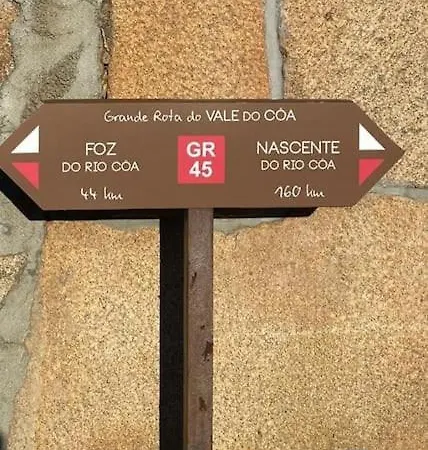 Grande Rota do VALE DO CÔA
FOZ
DO RIO CÔA
44 km
GR
45
NASCENTE
DO RIO CÔA
160 km